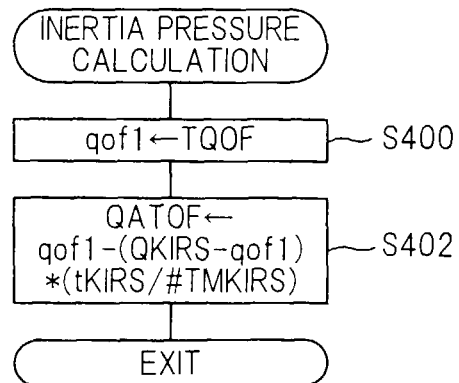 INERTIA PRESSURE
CALCULATION
qof1←TQOF
S400
QATOF←
qof1-(QKIRS-qof1)
*(tKIRS/#TMKIRS)
S402
EXIT